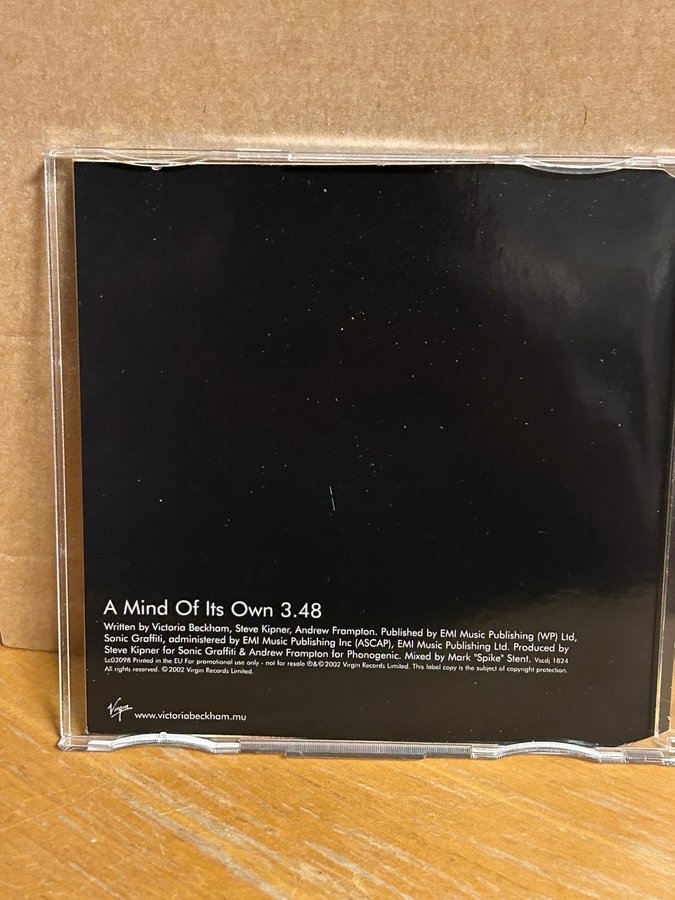 A Mind Of Its Own 3.48
Written by Victoria Beckham, Steve Kipner, Andrew Frampton. Published by EMI Music Publishing (WP) Ltd,
Sonic Graffiti, administered by EMI Music Publishing Inc (ASCAP), EMI Music Publishing Ltd. Produced by
Steve Kipner for Sonic Graffiti & Andrew Frampton for Phonogenic. Mixed by Mark "Spike" Stent. Vscdj 1824
Lc03098 Printed in the EU For promotional use only - not for resale ℗&©2002 Virgin Records Limited. This label copy is the subject of copyright protection.
All rights reserved. ©2002 Virgin Records Limited.
Virgin www.victoriabeckham.mu